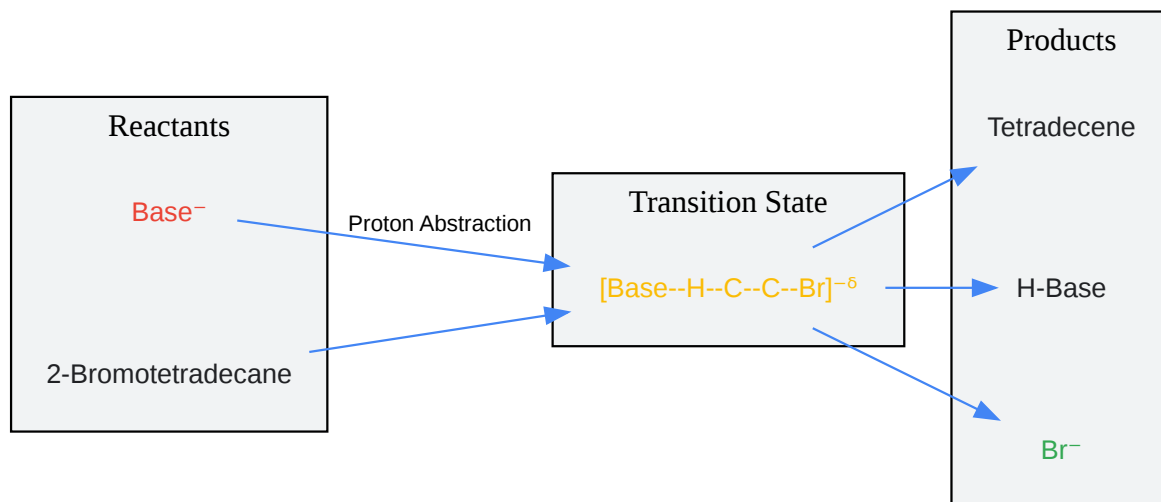 Reactants
Base⁻
2-Bromotetradecane
Proton Abstraction
Transition State
[Base--H--C--C--Br]⁻ᵟ
Products
Tetradecene
H-Base
Br⁻